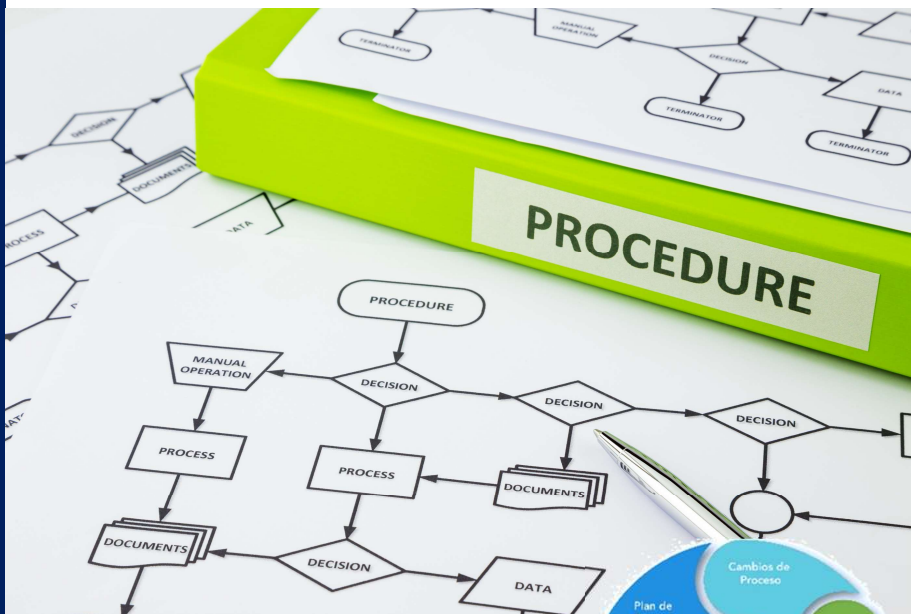 MANUAL
OPERATION
TERMINATOR
DECISION
DATA
TERMINATOR
TERMINATOR
DECISION
DOCUMENTS
PROCESS
DATA
PROCEDURE
PROCEDURE
MANUAL
OPERATION
DECISION
DECISION
DECISION
PROCESS
PROCESS
DOCUMENTS
DOCUMENTS
DECISION
DATA
Cambios de
Proceso
Plan de